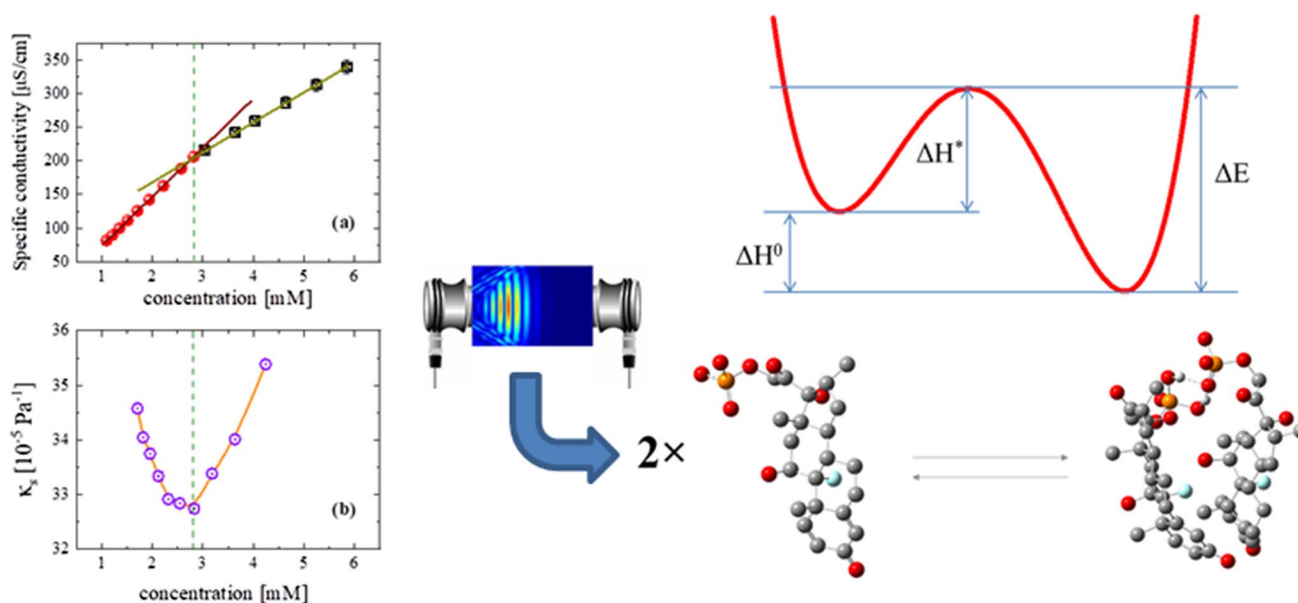 Specific conductivity [µS/cm]
350
300
250
200
150
100
50
(a)
1 2 3 4 5 6
concentration [mM]
κs [10⁻⁵ Pa⁻¹]
36
35
34
33
32
(b)
1 2 3 4 5 6
concentration [mM]
2×
ΔH*
ΔH⁰
ΔE